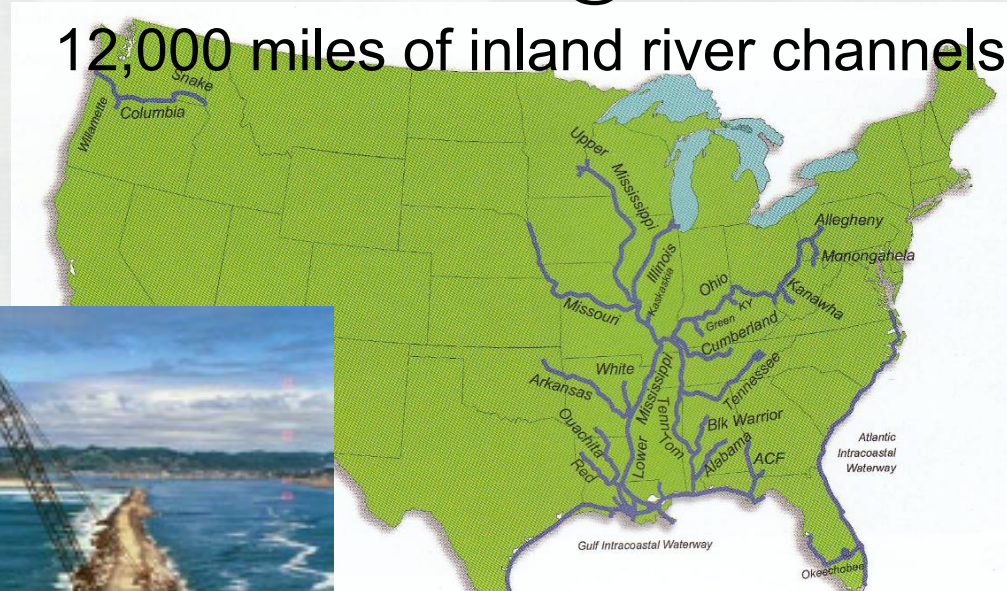 12,000 miles of inland river channels
Snake
Columbia
Willamette
Upper
Mississippi
Illinois
Kaskaskia
Missouri
Allegheny
Monongahela
Ohio
KY
Kanawha
Green
Cumberland
White
Arkansas
Lower
Mississippi
Tenn-Tom
Tennessee
Ouachita
Red
Blk Warrior
Alabama
ACF
Atlantic
Intracoastal
Waterway
Gulf Intracoastal Waterway
Okeechobee